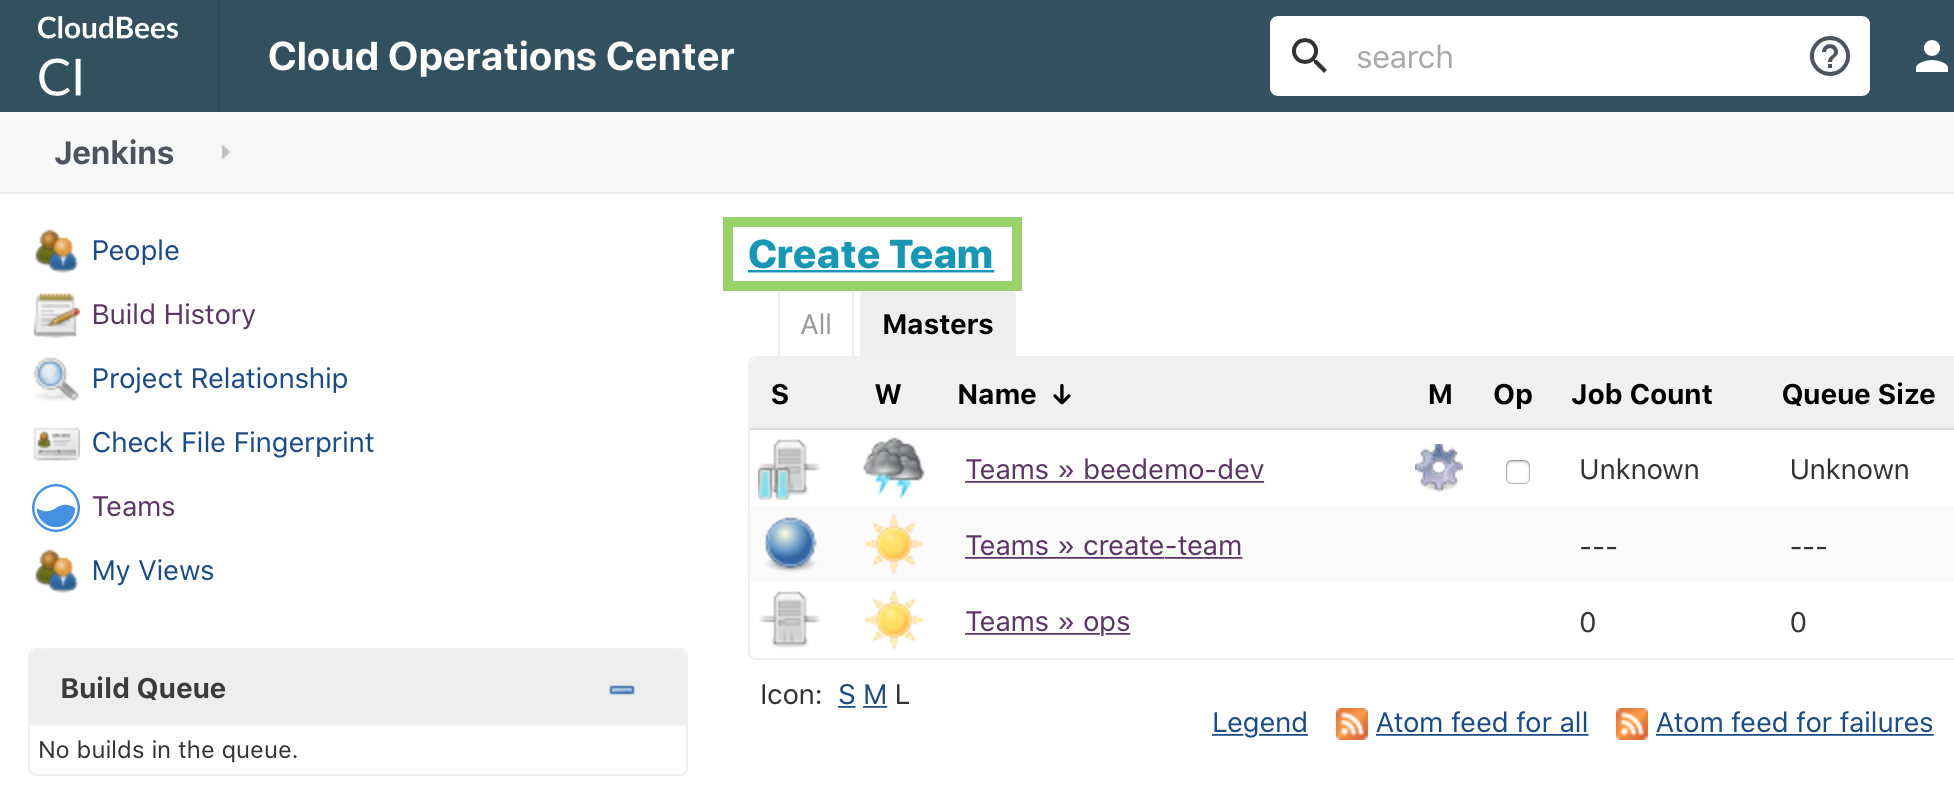 CloudBees
CI
Cloud Operations Center
search
Jenkins
People
Build History
Project Relationship
Check File Fingerprint
Teams
My Views
Build Queue
No builds in the queue.
Create Team
All Masters
S W Name ↓ M Op Job Count Queue Size
Teams » beedemo-dev Unknown Unknown
Teams » create-team --- ---
Teams » ops 0 0
Icon: S M L
Legend Atom feed for all Atom feed for failures